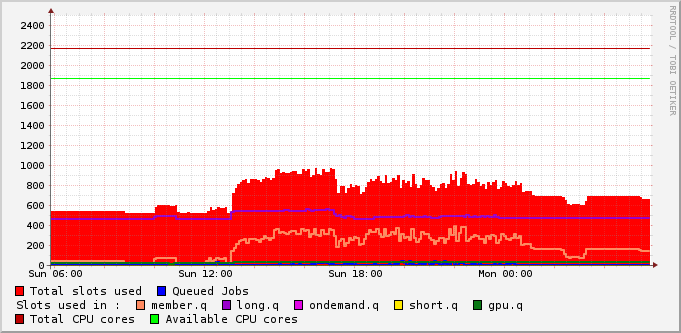 RRDTOOL / TOBI OETIKER
2400
2200
2000
1800
1600
1400
1200
1000
800
600
400
200
0
Sun 06:00 Sun 12:00 Sun 18:00 Mon 00:00
Total slots used Queued Jobs
Slots used in : member.q long.q ondemand.q short.q gpu.q
Total CPU cores Available CPU cores